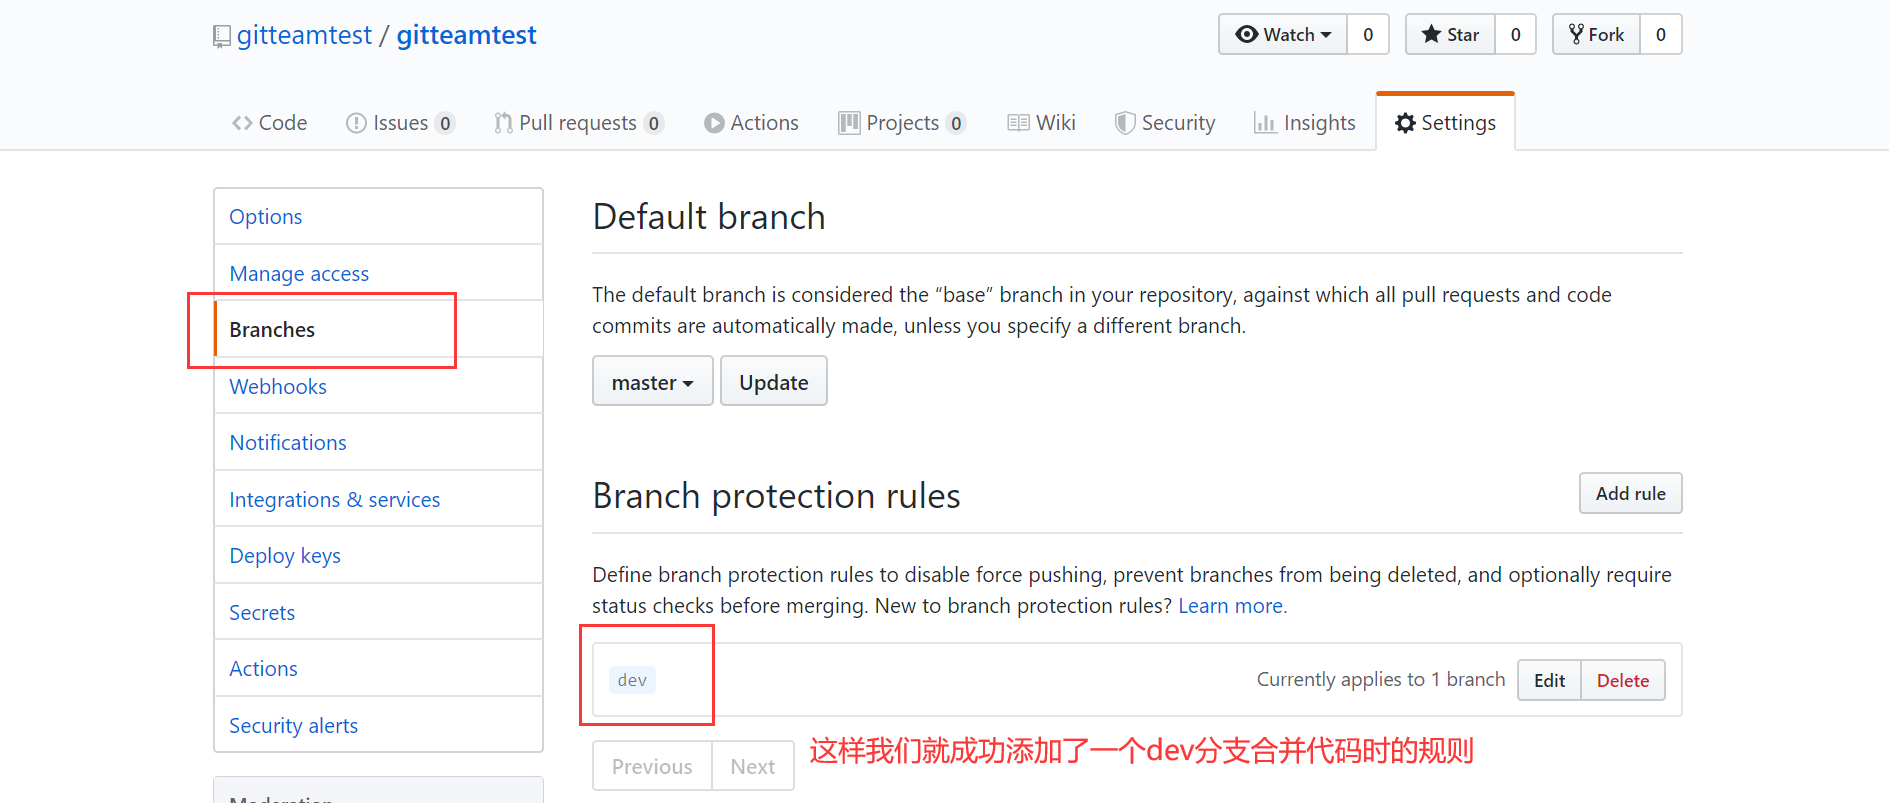 gitteamtest / gitteamtest
Watch 0 Star 0 Fork 0
Code Issues 0 Pull requests 0 Actions Projects 0 Wiki Security Insights Settings
Options
Manage access
Branches
Webhooks
Notifications
Integrations & services
Deploy keys
Secrets
Actions
Security alerts
Moderation
Default branch
The default branch is considered the “base” branch in your repository, against which all pull requests and code
commits are automatically made, unless you specify a different branch.
master Update
Branch protection rules Add rule
Define branch protection rules to disable force pushing, prevent branches from being deleted, and optionally require
status checks before merging. New to branch protection rules? Learn more.
dev Currently applies to 1 branch Edit Delete
这样我们就成功添加了一个dev分支合并代码时的规则
Previous Next